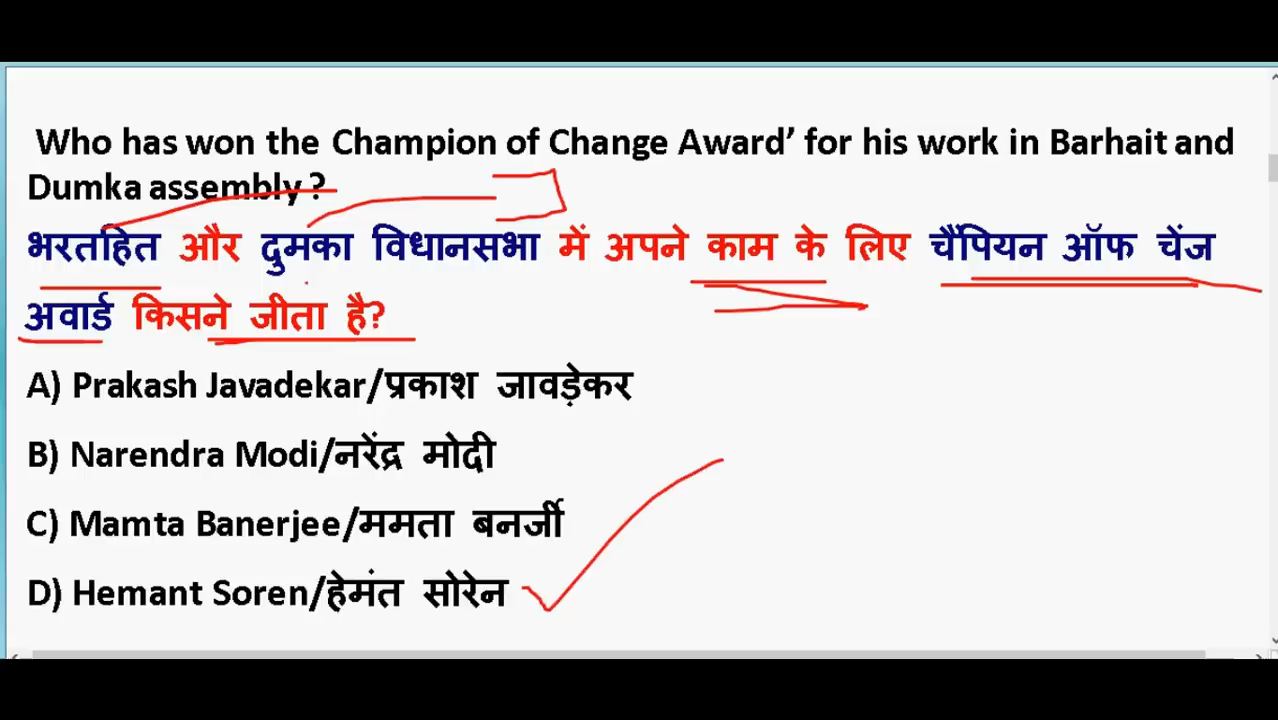 Who has won the Champion of Change Award’ for his work in Barhait and
Dumka assembly ?
भरतहित और दुमका विधानसभा में अपने काम के लिए चैंपियन ऑफ चेंज
अवार्ड किसने जीता है?
A) Prakash Javadekar/प्रकाश जावड़ेकर
B) Narendra Modi/नरेंद्र मोदी
C) Mamta Banerjee/ममता बनर्जी
D) Hemant Soren/हेमंत सोरेन